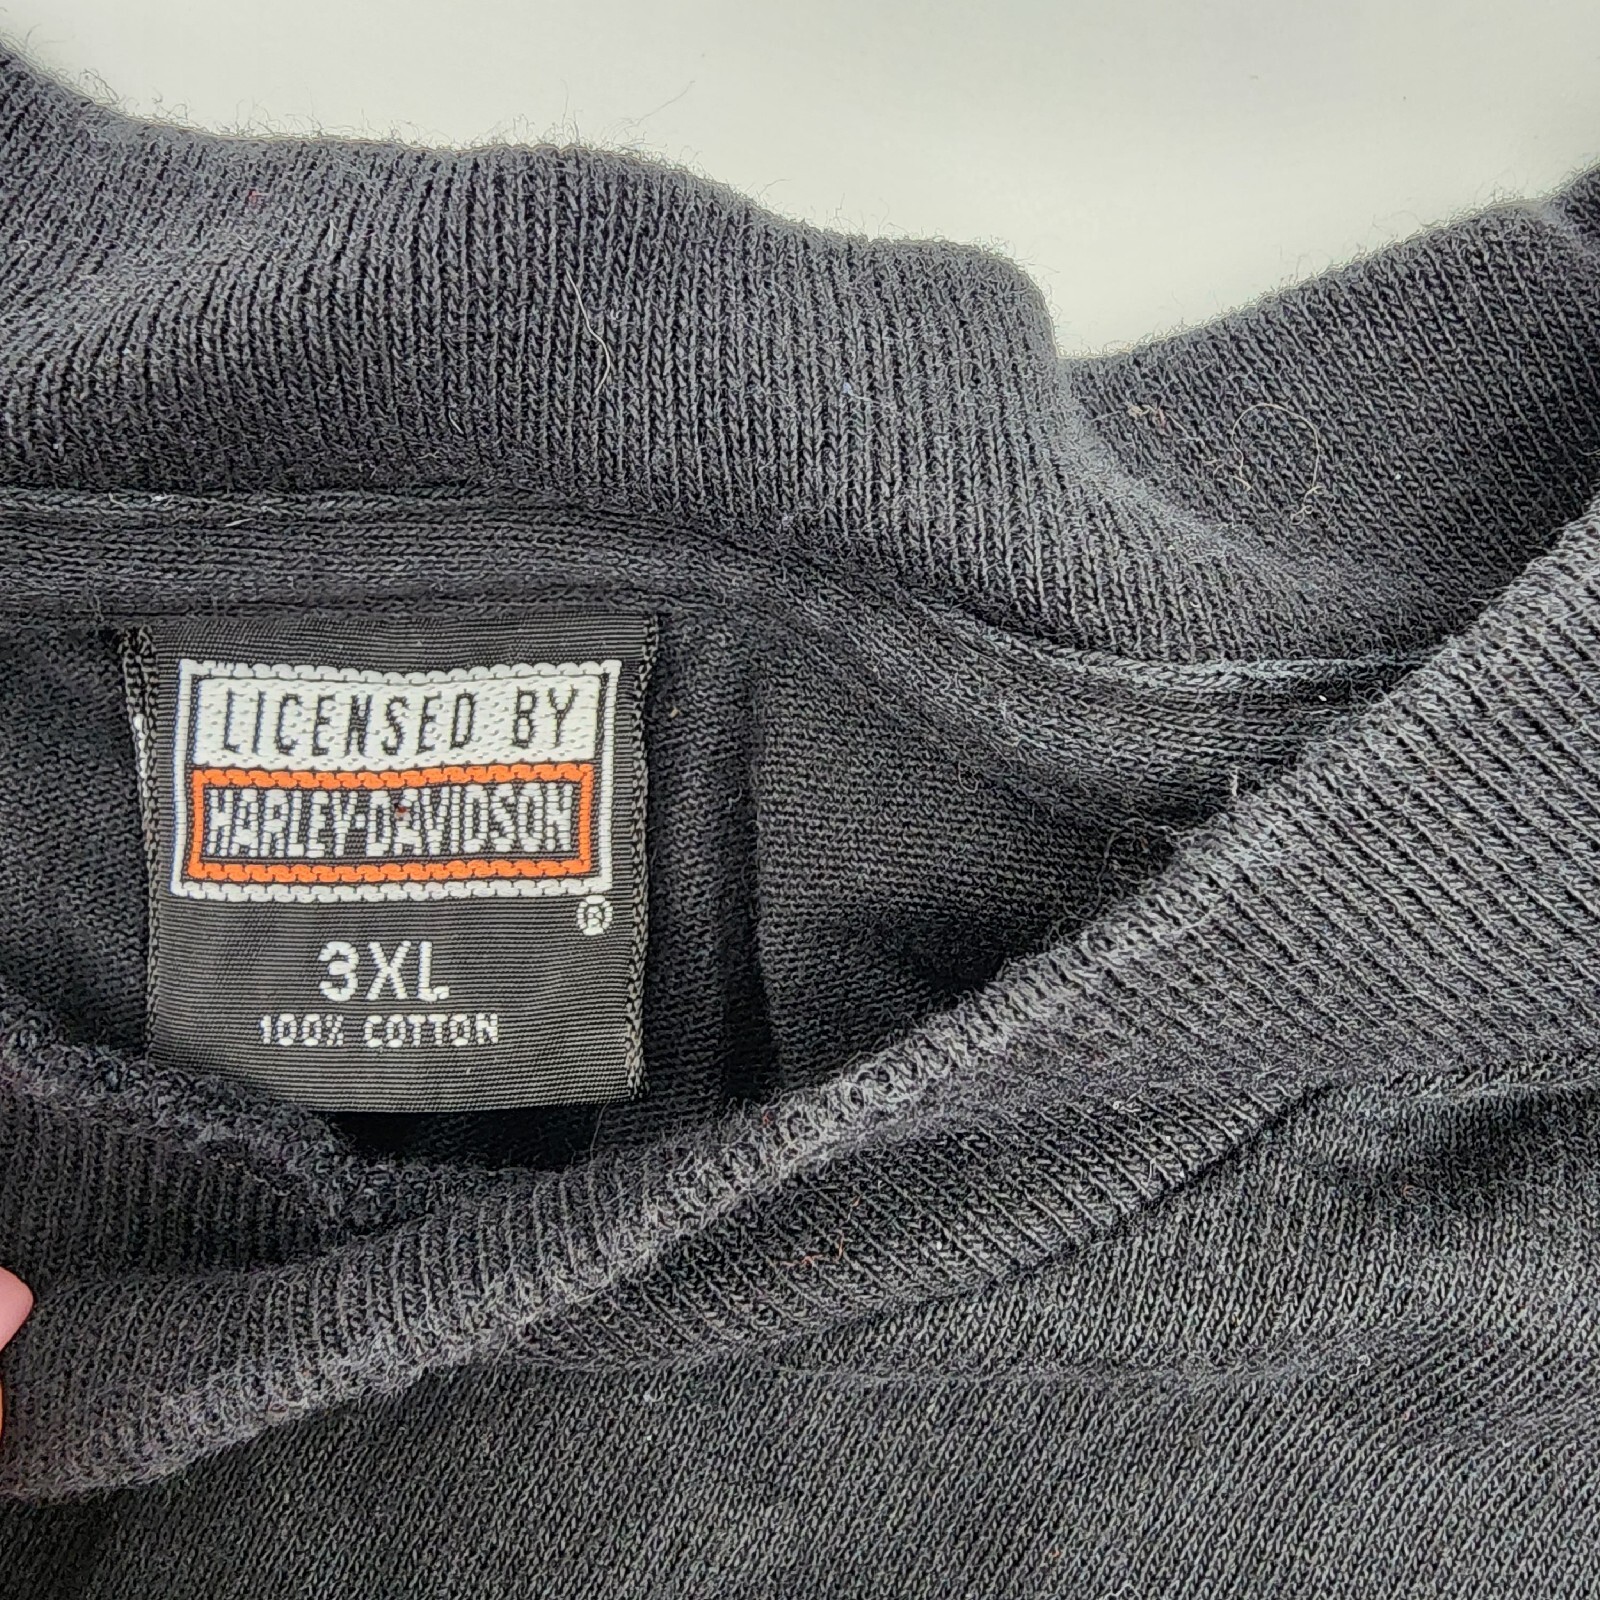 LICENSED BY
HARLEY-DAVIDSON
®
3XL
100% COTTON